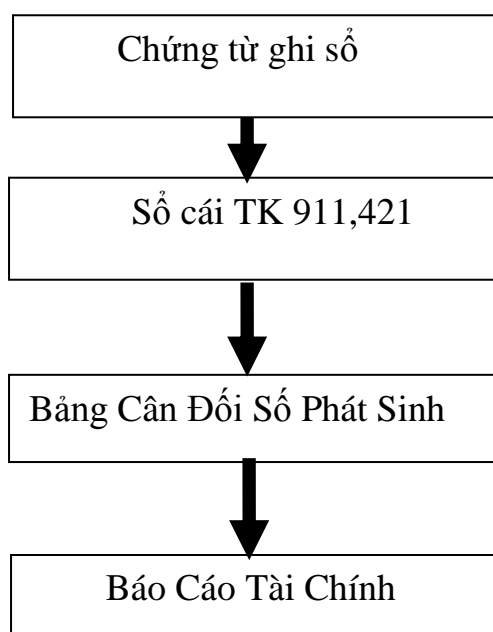 Chứng từ ghi sổ
Sổ cái TK 911,421
Bảng Cân Đối Số Phát Sinh
Báo Cáo Tài Chính